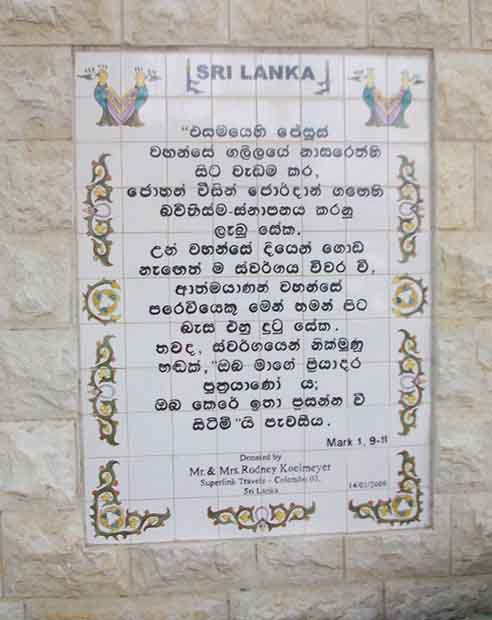 SRI LANKA
"එසමයෙහි ජේසුස්
වහන්සේ ගලීලයේ නාසරෙත්හි
සිට වැඩම කර,
ජොහන් විසින් ජොර්දාන් ගඟෙහි
බව්තිස්ම-ස්නාපනය කරනු
ලැබූ සේක.
උන් වහන්සේ දියෙන් ගොඩ
නැඟෙත් ම ස්වර්ගය විවර වී,
ආත්මයාණන් වහන්සේ
පරෙවියෙකු මෙන් තමන් පිට
බැස එනු දුටු සේක.
තවද, ස්වර්ගයෙන් නික්මුණු
හඬක්, "ඔබ මාගේ ප්‍රියාදර
පුත්‍රයාණෝ ය;
ඔබ කෙරේ ඉතා ප්‍රසන්න වී
සිටිමි"යි පැවසීය.
Mark 1, 9-11
Donated by
Mr. & Mrs. Rodney Koelmeyer
Superlink Travels - Colombo 03,
Sri Lanka
14/01/2009